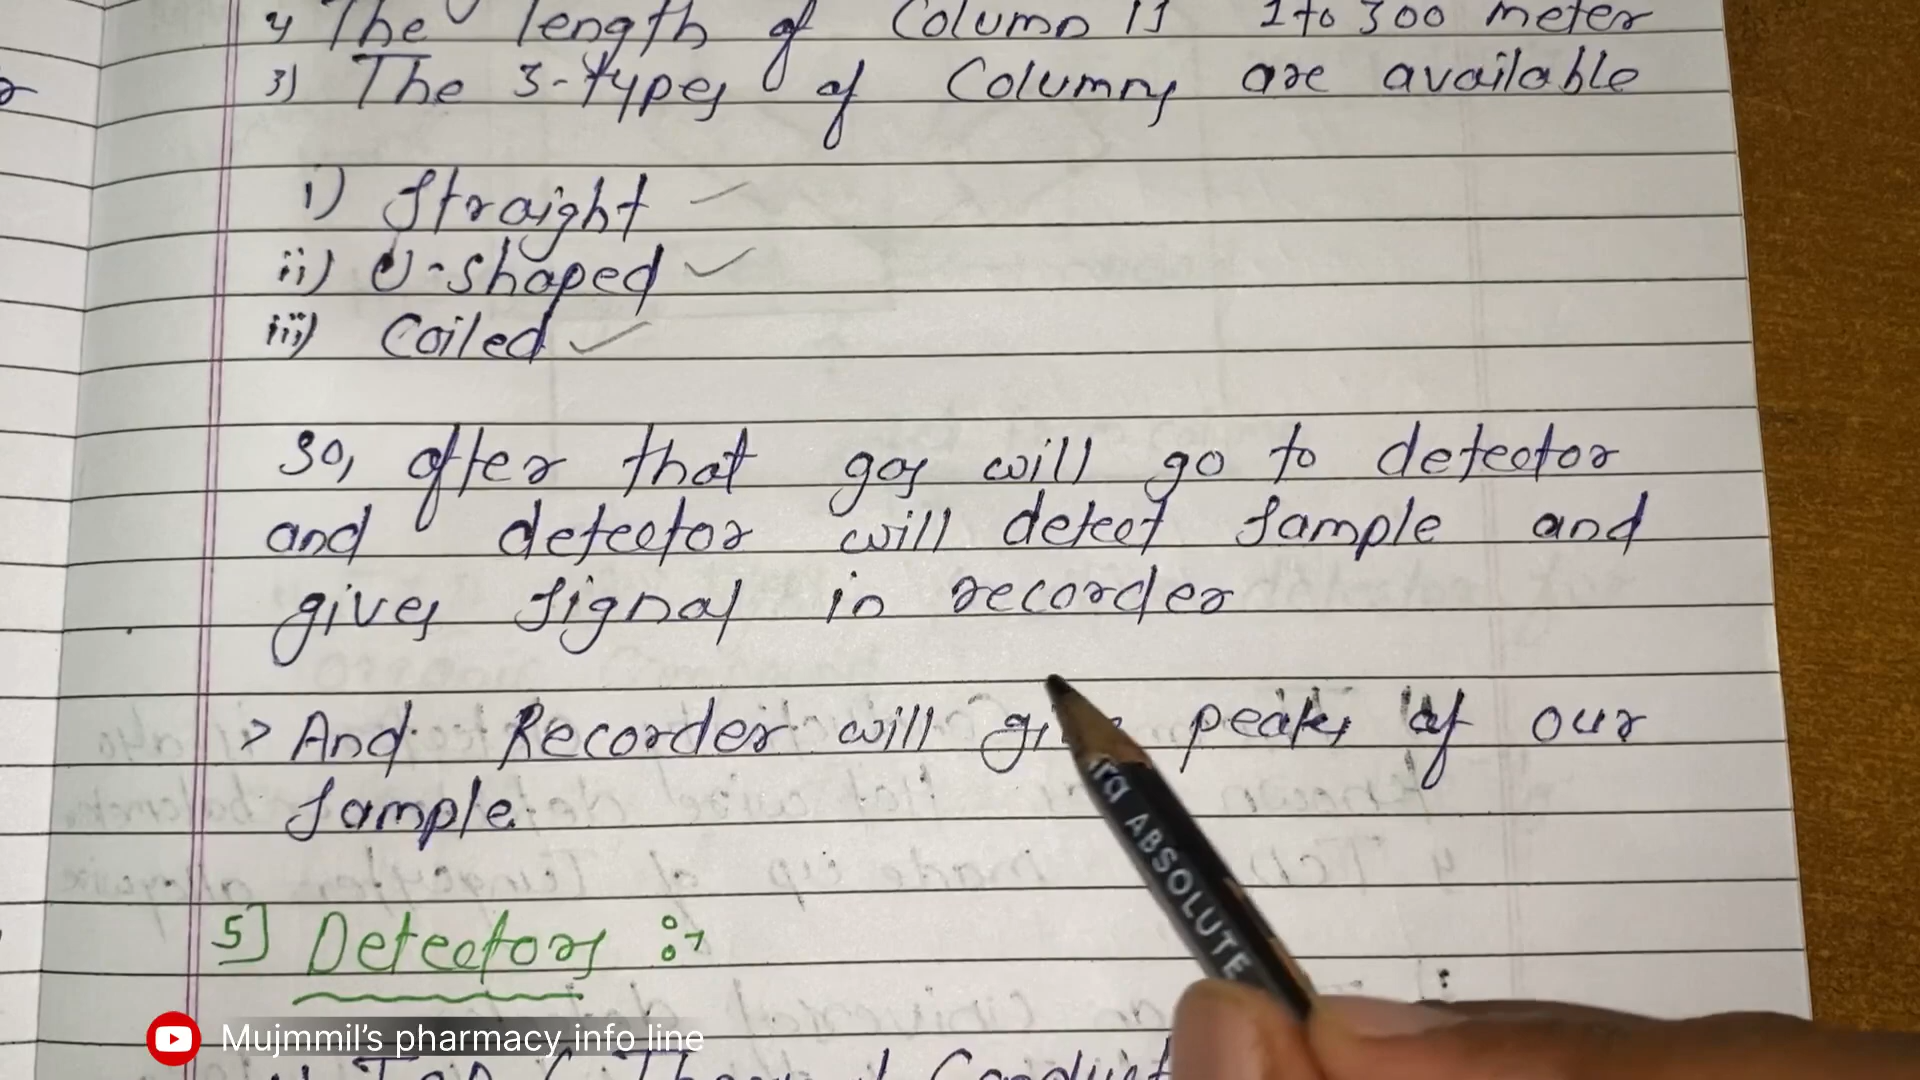 2) The length of Column is 1 to 300 meter
3) The 3-types of Columns are available
i) Straight
ii) U-shaped
iii) Coiled
So, after that gas will go to detector
and detector will detect sample and
gives signal in recorder
> And Recorder will give peaks of our
sample.
5] Detectors :-
ABSOLUTE
Mujmmil's pharmacy info line